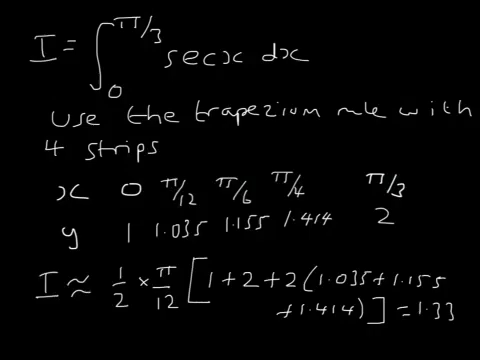 I = ∫₀^π/3 secx dx
Use the trapezium rule with
4 strips
x 0 π/12 π/6 π/4 π/3
y 1 1.035 1.155 1.414 2
I ≈ 1/2 × π/12 [1+2+2(1.035+1.155
+1.414)] = 1.33